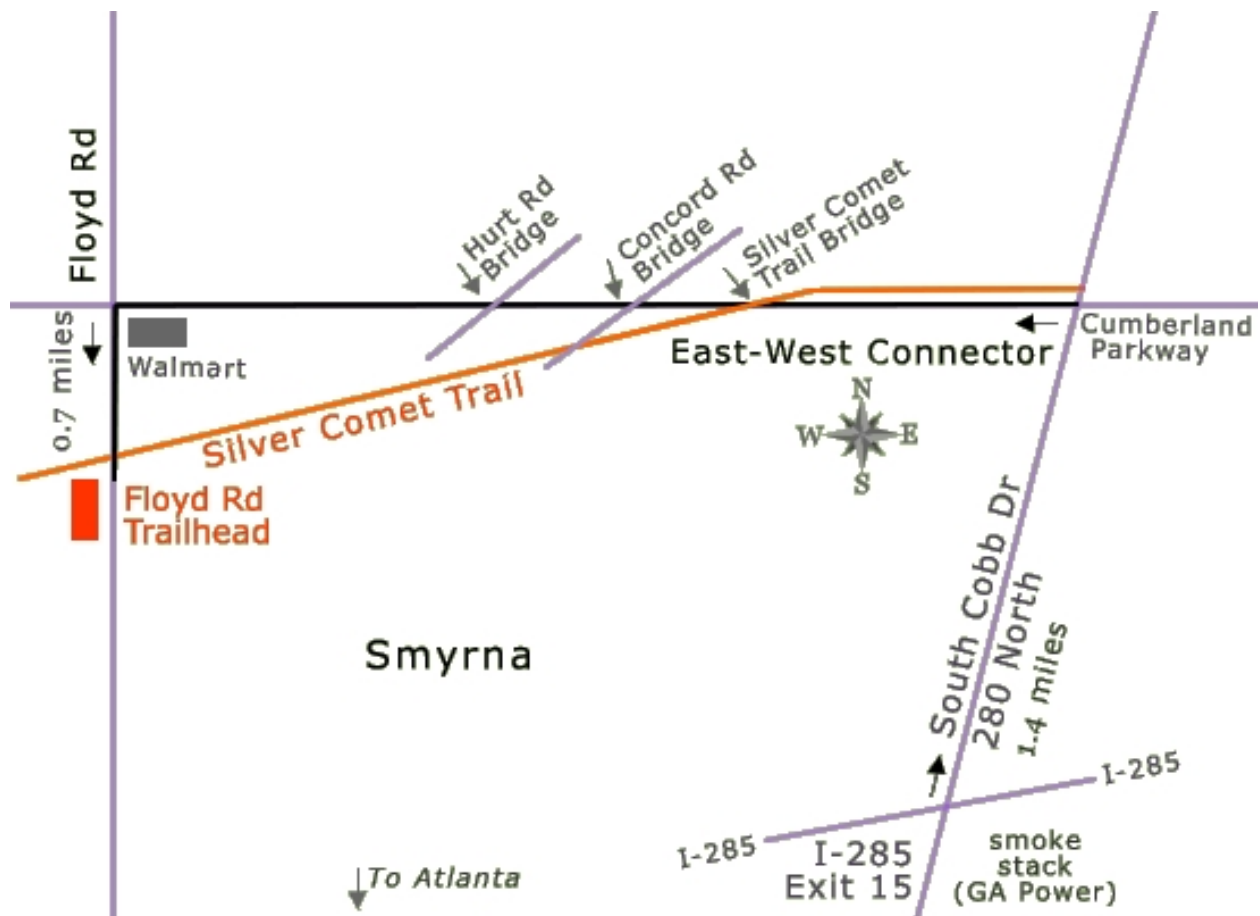 Floyd Rd
0.7 miles
Walmart
Hurt Rd
Bridge
Concord Rd
Bridge
Silver Comet
Trail Bridge
Cumberland
Parkway
East-West Connector
Silver Comet Trail
N
W
E
S
Floyd Rd
Trailhead
Smyrna
South Cobb Dr
280 North
1.4 miles
I-285
I-285
I-285
Exit 15
smoke
stack
(GA Power)
To Atlanta